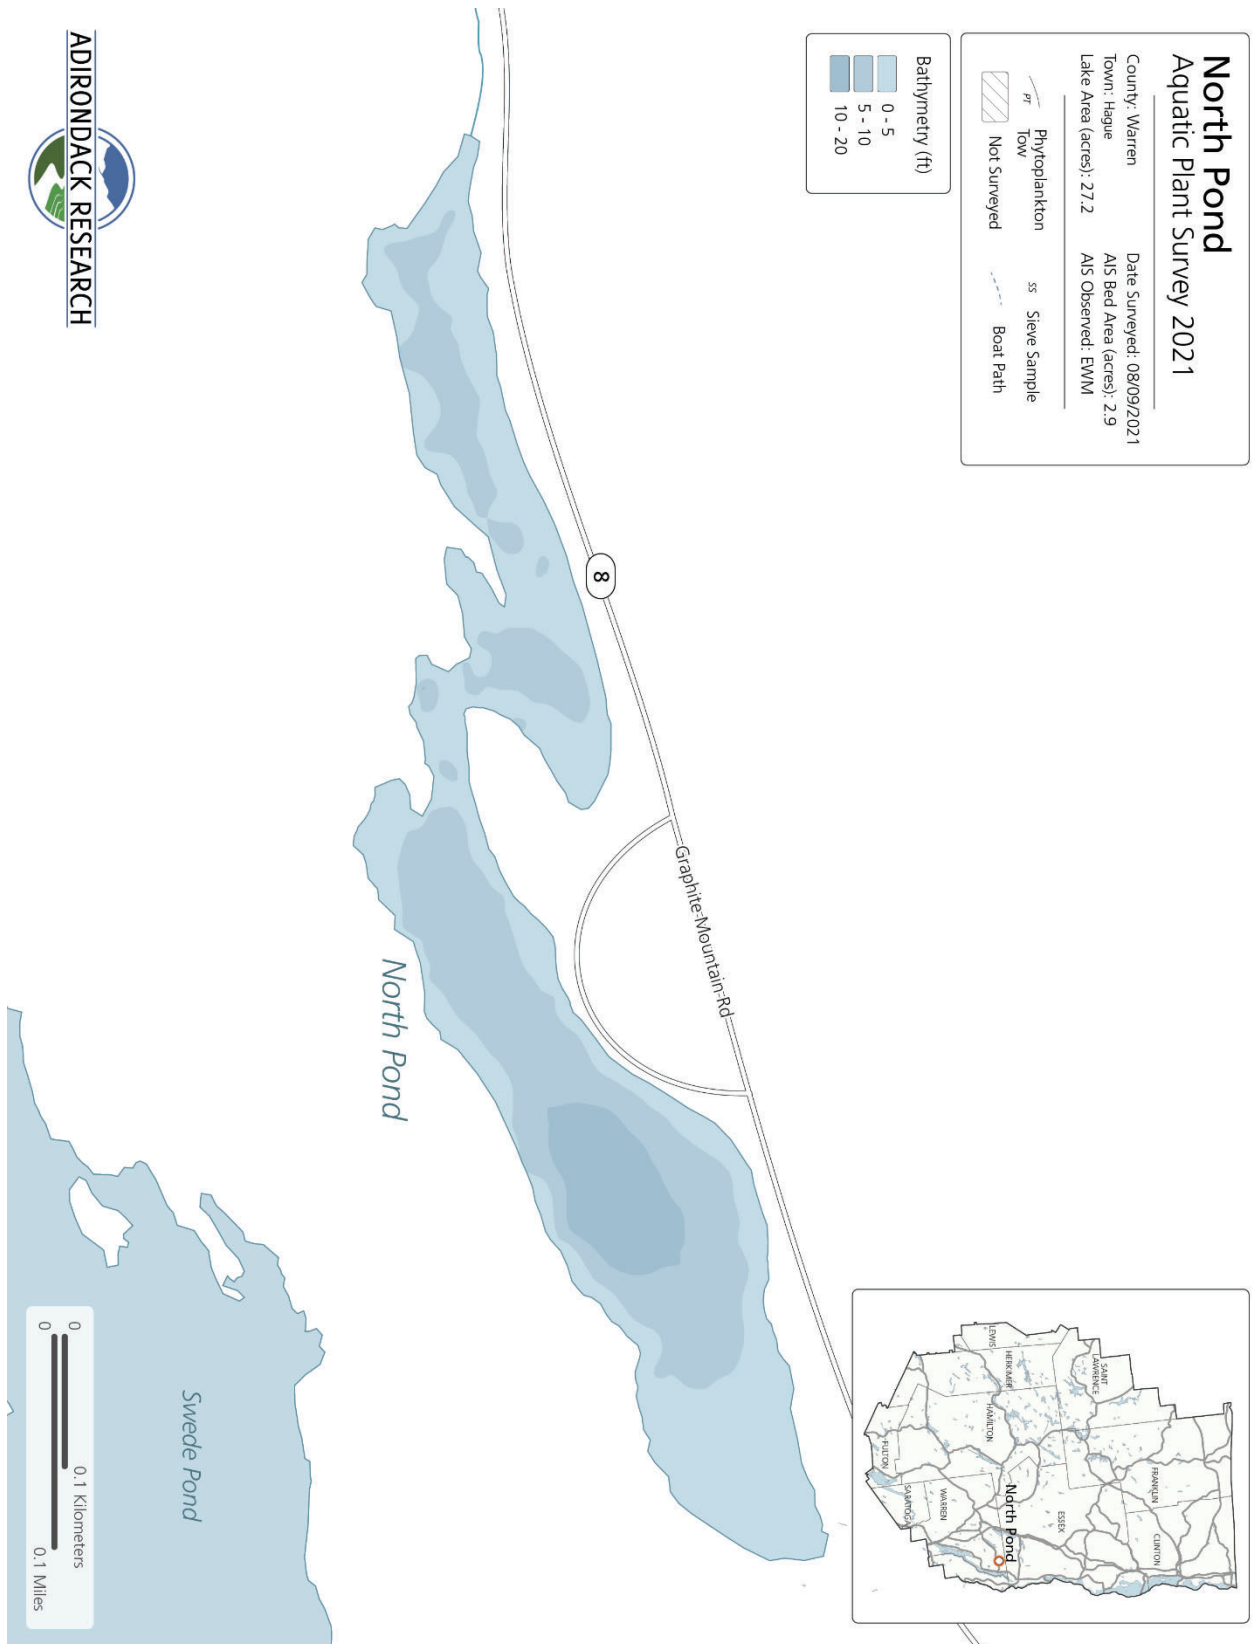 North Pond
Aquatic Plant Survey 2021
County: Warren
Date Surveyed: 08/09/2021
Town: Hague
AIS Bed Area (acres): 2.9
Lake Area (acres): 27.2
AIS Observed: EWM
PT
Phytoplankton
Tow
SS
Sieve Sample
Not Surveyed
Boat Path
Bathymetry (ft)
0 - 5
5 - 10
10 - 20
8
Graphite Mountain Rd
North Pond
Swede Pond
SAINT
LAWRENCE
FRANKLIN
CLINTON
LEWIS
HERKIMER
HAMILTON
ESSEX
North Pond
WARREN
FULTON
SARATOGA
ADIRONDACK RESEARCH
0
0.1 Kilometers
0
0.1 Miles